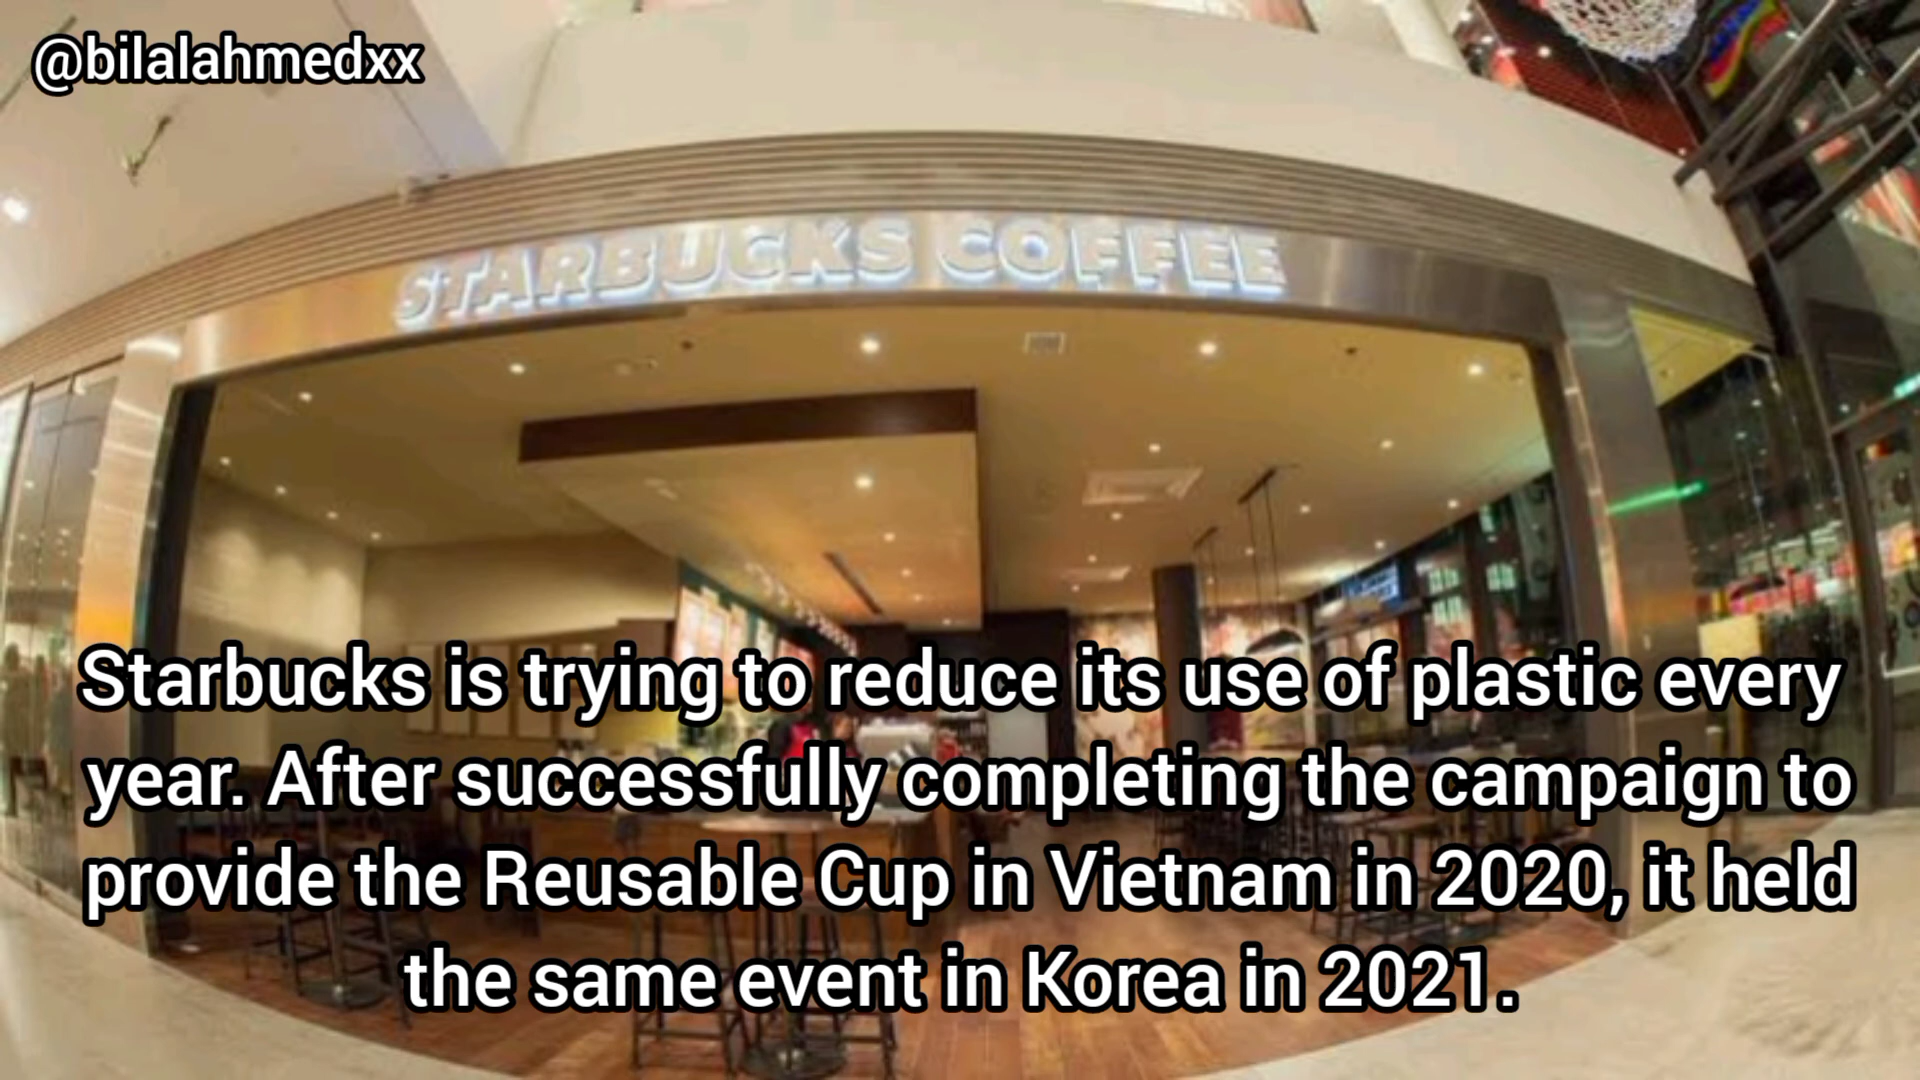 @bilalahmedxx
STARBUCKS COFFEE
Starbucks is trying to reduce its use of plastic every
year. After successfully completing the campaign to
provide the Reusable Cup in Vietnam in 2020, it held
the same event in Korea in 2021.